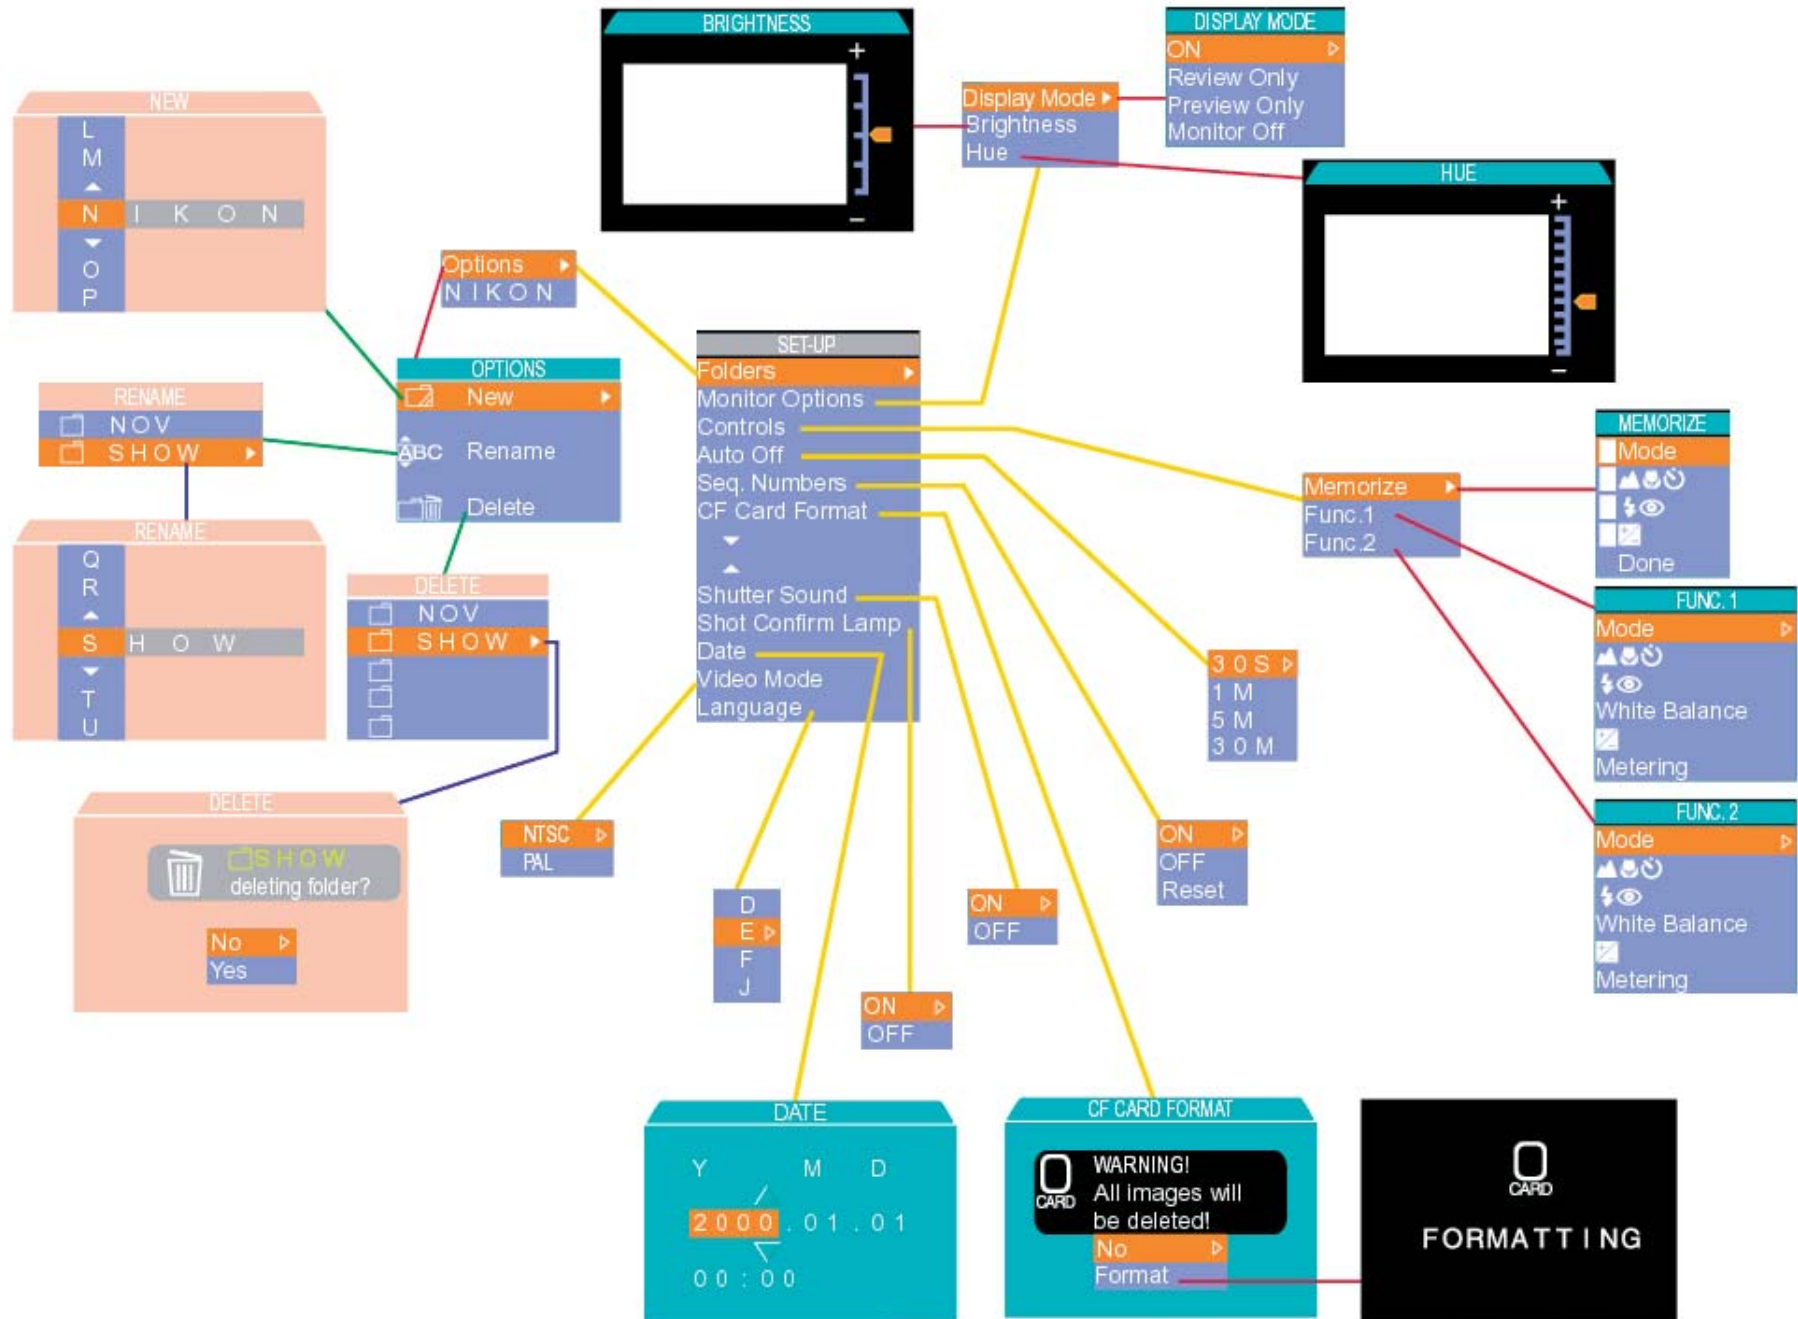 BRIGHTNESS
+
−
DISPLAY MODE
ON
Review Only
Preview Only
Monitor Off
Display Mode
Brightness
Hue
HUE
+
−
NEW
L
M
N I K O N
O
P
Options
N I K O N
OPTIONS
New
ABC Rename
Delete
RENAME
N O V
S H O W
RENAME
Q
R
S H O W
T
U
DELETE
N O V
S H O W
DELETE
S H O W
deleting folder?
No
Yes
SET-UP
Folders
Monitor Options
Controls
Auto Off
Seq. Numbers
CF Card Format
Shutter Sound
Shot Confirm Lamp
Date
Video Mode
Language
Memorize
Func.1
Func.2
MEMORIZE
Mode
Done
FUNC. 1
Mode
White Balance
Metering
FUNC. 2
Mode
White Balance
Metering
3 0 S
1 M
5 M
3 0 M
NTSC
PAL
D
E
F
J
ON
OFF
Reset
ON
OFF
ON
OFF
DATE
Y M D
2 0 0 0 . 0 1 . 0 1
0 0 : 0 0
CF CARD FORMAT
CARD
WARNING!
All images will
be deleted!
No
Format
CARD
FORMATTING